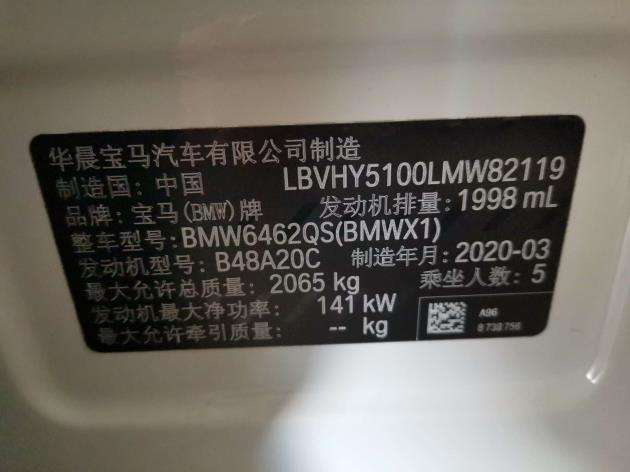 华晨宝马汽车有限公司制造
制造国: 中国 LBVHY5100LMW82119
品牌: 宝马(BMW)牌 发动机排量: 1998 mL
整车型号: BMW6462QS(BMWX1)
发动机型号: B48A20C 制造年月: 2020-03
最大允许总质量: 2065 kg 乘坐人数: 5
发动机最大净功率: 141 kW
最大允许牵引质量: -- kg
A96
8 738 756